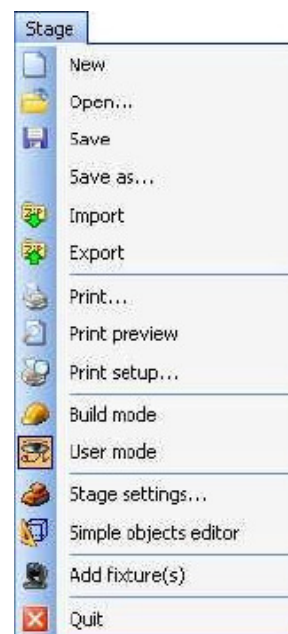 Stage
New
Open...
Save
Save as...
Import
Export
Print...
Print preview
Print setup...
Build mode
User mode
Stage settings...
Simple objects editor
Add fixture(s)
Quit